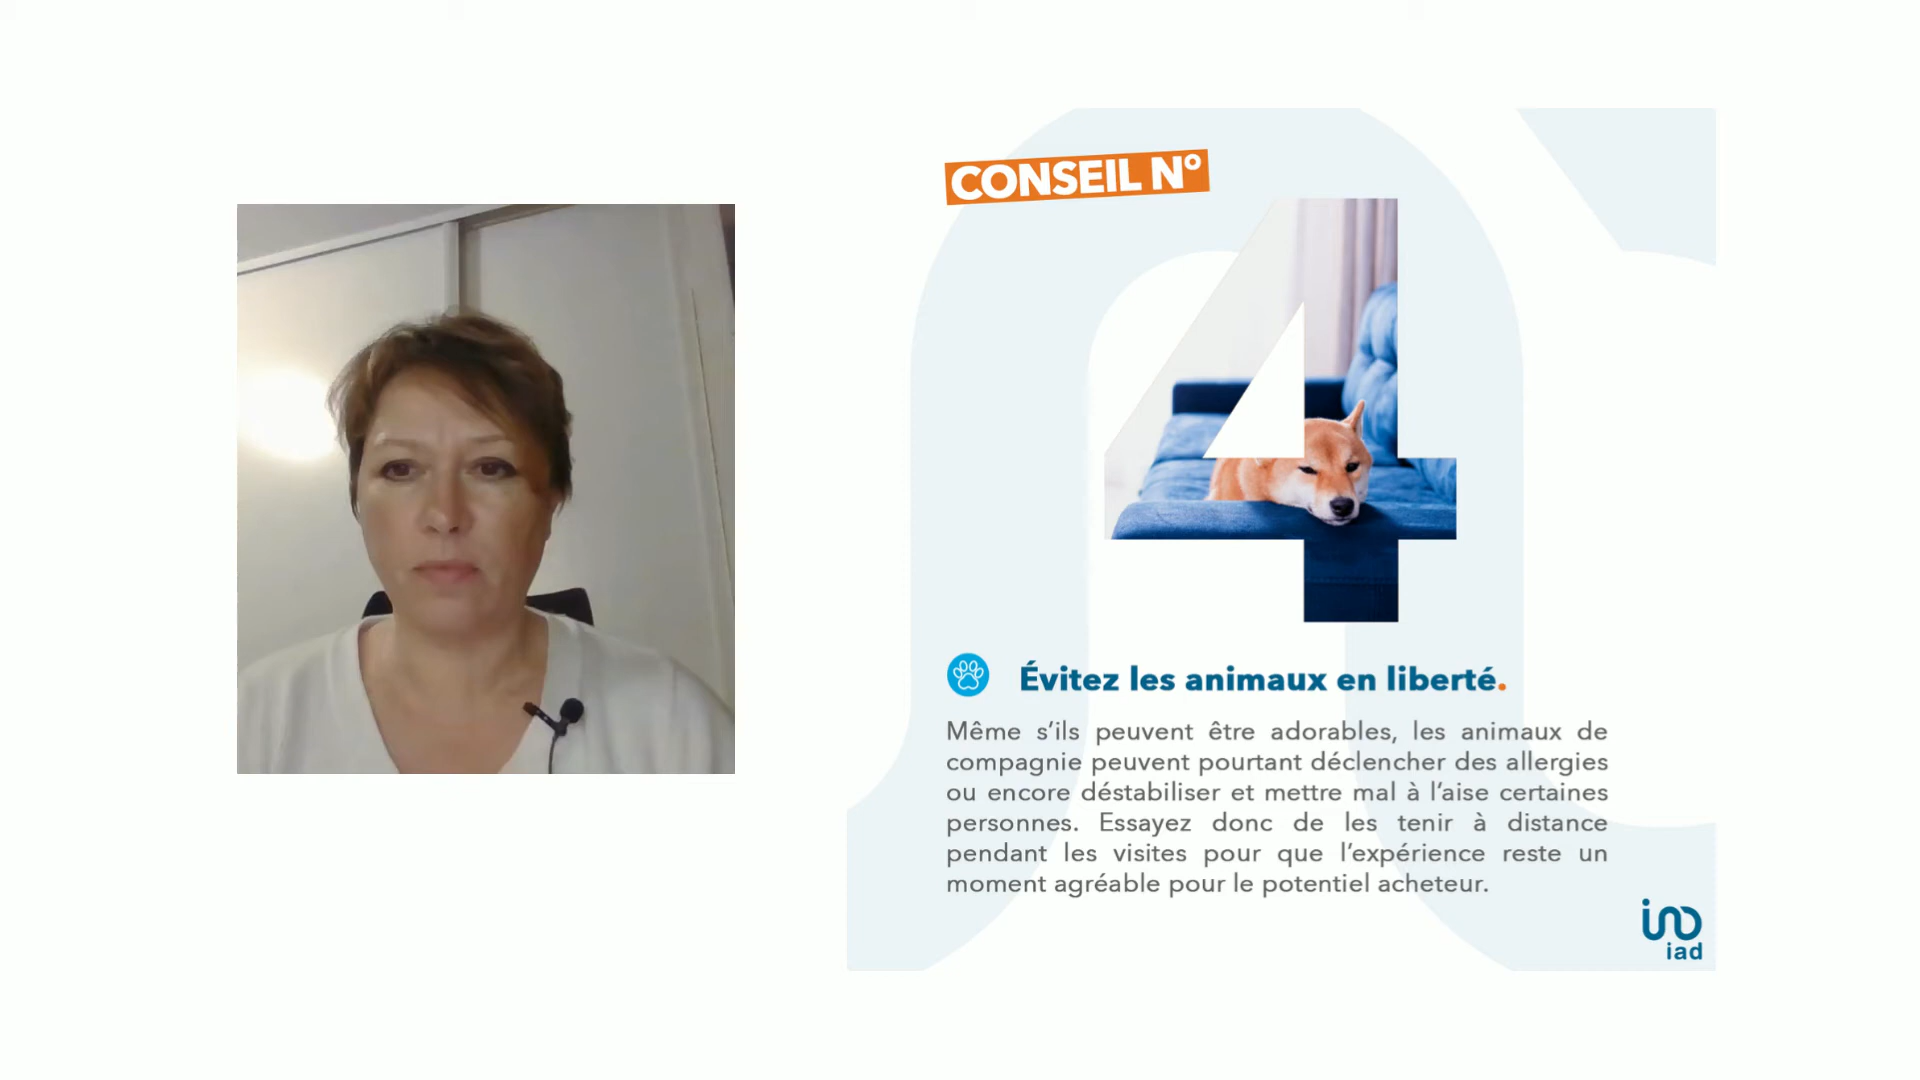 CONSEIL N°
4
Évitez les animaux en liberté.
Même s’ils peuvent être adorables, les animaux de
compagnie peuvent pourtant déclencher des allergies
ou encore déstabiliser et mettre mal à l’aise certaines
personnes. Essayez donc de les tenir à distance
pendant les visites pour que l’expérience reste un
moment agréable pour le potentiel acheteur.
iad